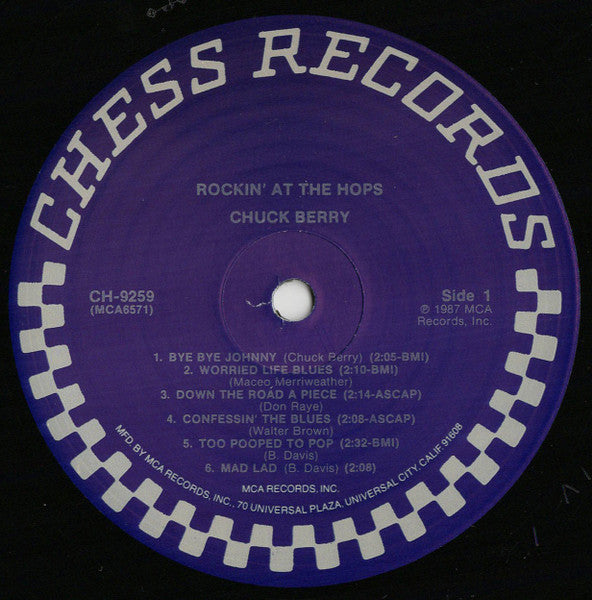 CHESS RECORDS
ROCKIN' AT THE HOPS
CHUCK BERRY
CH-9259
(MCA6571)
Side 1
℗ 1987 MCA
Records, Inc.
1. BYE BYE JOHNNY (Chuck Berry) (2:05-BMI)
2. WORRIED LIFE BLUES (2:10-BMI)
(Maceo Merriweather)
3. DOWN THE ROAD A PIECE (2:14-ASCAP)
(Don Raye)
4. CONFESSIN' THE BLUES (2:08-ASCAP)
(Walter Brown)
5. TOO POOPED TO POP (2:32-BMI)
(B. Davis)
6. MAD LAD (B. Davis) (2:08)
MCA RECORDS, INC.
MFD. BY MCA RECORDS, INC., 70 UNIVERSAL PLAZA, UNIVERSAL CITY, CALIF. 91608